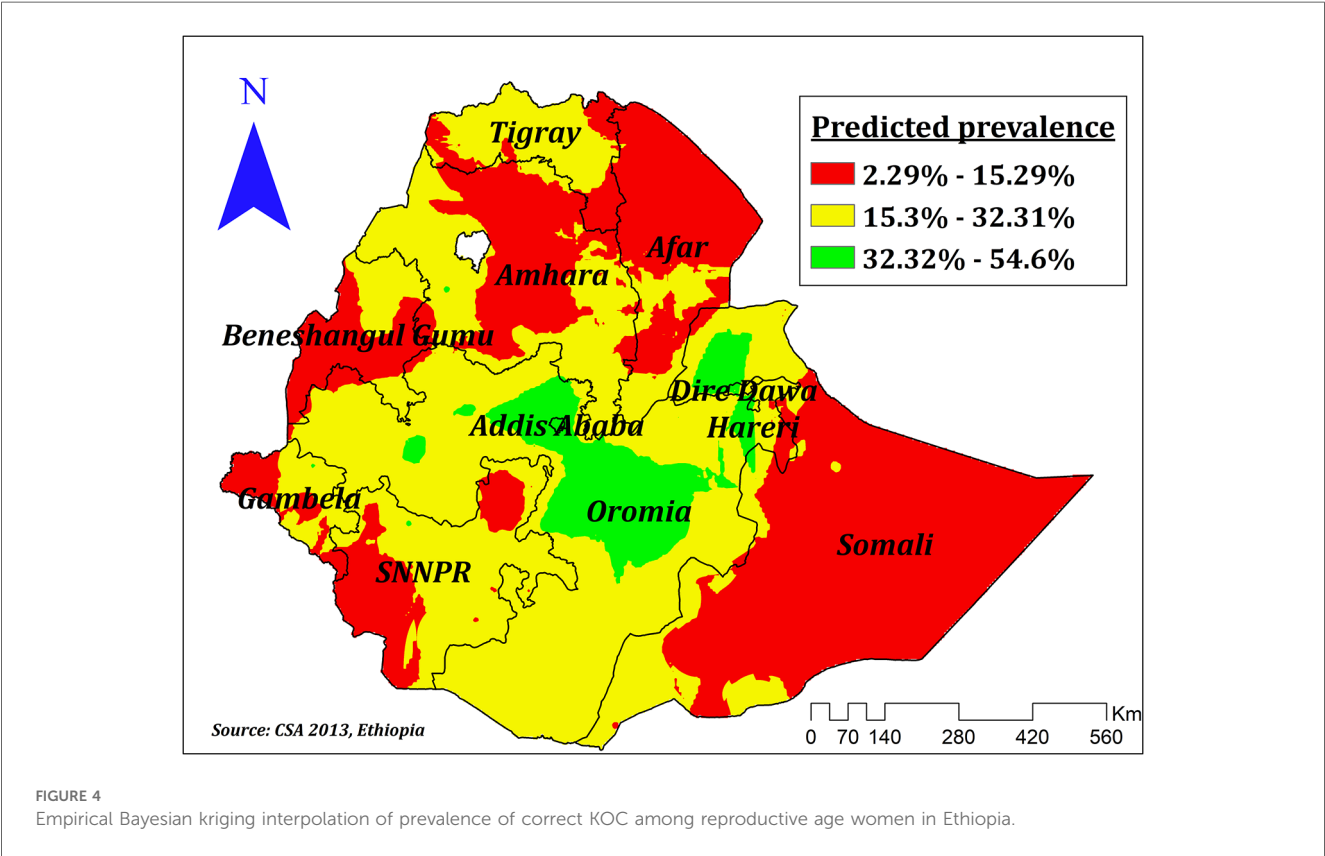 N
Predicted prevalence
2.29% - 15.29%
15.3% - 32.31%
32.32% - 54.6%
Tigray
Afar
Amhara
Beneshangul Gumu
Dire Dawa
Addis Ababa
Hareri
Gambela
Oromia
Somali
SNNPR
Source: CSA 2013, Ethiopia
Km
0 70 140 280 420 560
FIGURE 4
Empirical Bayesian kriging interpolation of prevalence of correct KOC among reproductive age women in Ethiopia.